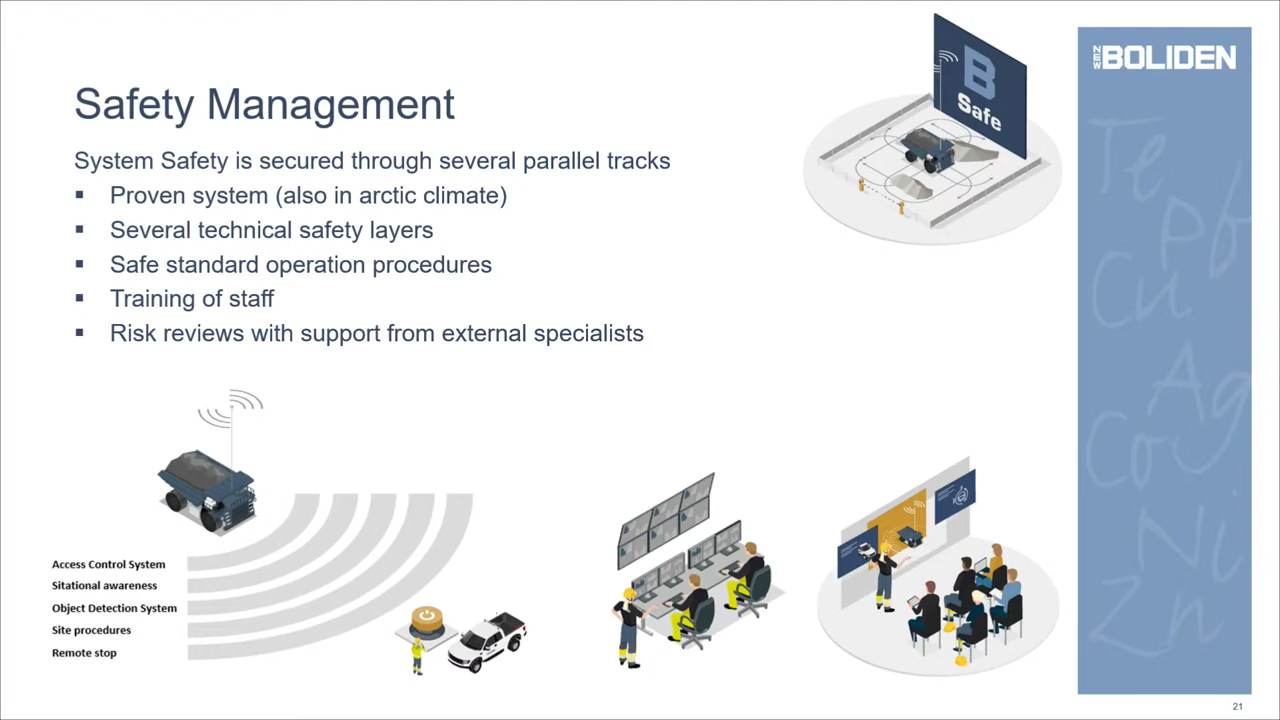 NEW BOLIDEN
B
Safe
Safety Management
System Safety is secured through several parallel tracks
▪ Proven system (also in arctic climate)
▪ Several technical safety layers
▪ Safe standard operation procedures
▪ Training of staff
▪ Risk reviews with support from external specialists
Te
Pb
Cu
Ag
Co
Ni
Zn
Access Control System
Sitational awareness
Object Detection System
Site procedures
Remote stop
21